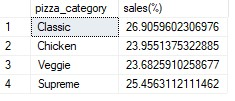 pizza_category sales(%)
1 Classic 26.9059602306976
2 Chicken 23.9551375322885
3 Veggie 23.6825910258677
4 Supreme 25.4563112111462